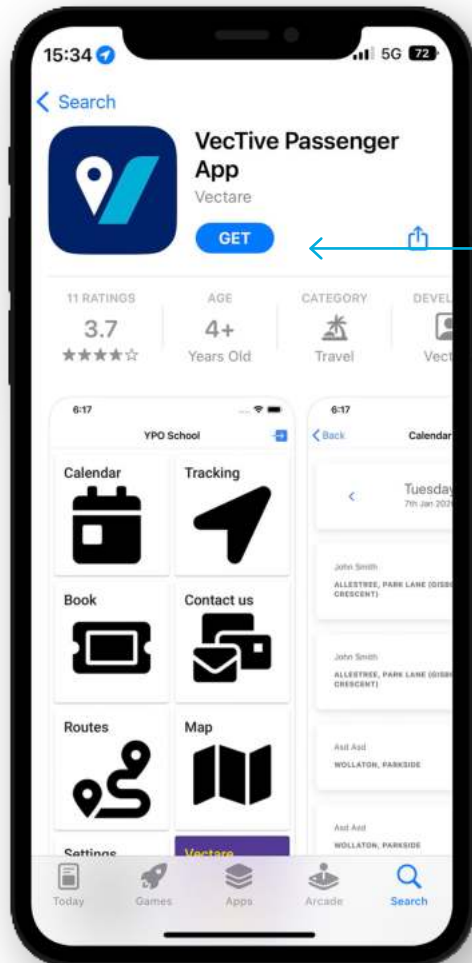 15:34
5G 72
Search
VecTive Passenger
App
Vectare
GET
11 RATINGS
AGE
CATEGORY
DEVEL
3.7
4+
★★★★☆
Years Old
Travel
Vect
6:17
YPO School
Calendar
Tracking
Book
Contact us
Routes
Map
Settings
Vectare
6:17
Back
Calendar
Tuesday
7th Jan 202
John Smith
ALLESTREE, PARK LANE (GISB
CRESCENT)
John Smith
ALLESTREE, PARK LANE (GISB
CRESCENT)
Asd Asd
WOLLATON, PARKSIDE
Asd Asd
WOLLATON, PARKSIDE
Today
Games
Apps
Arcade
Search